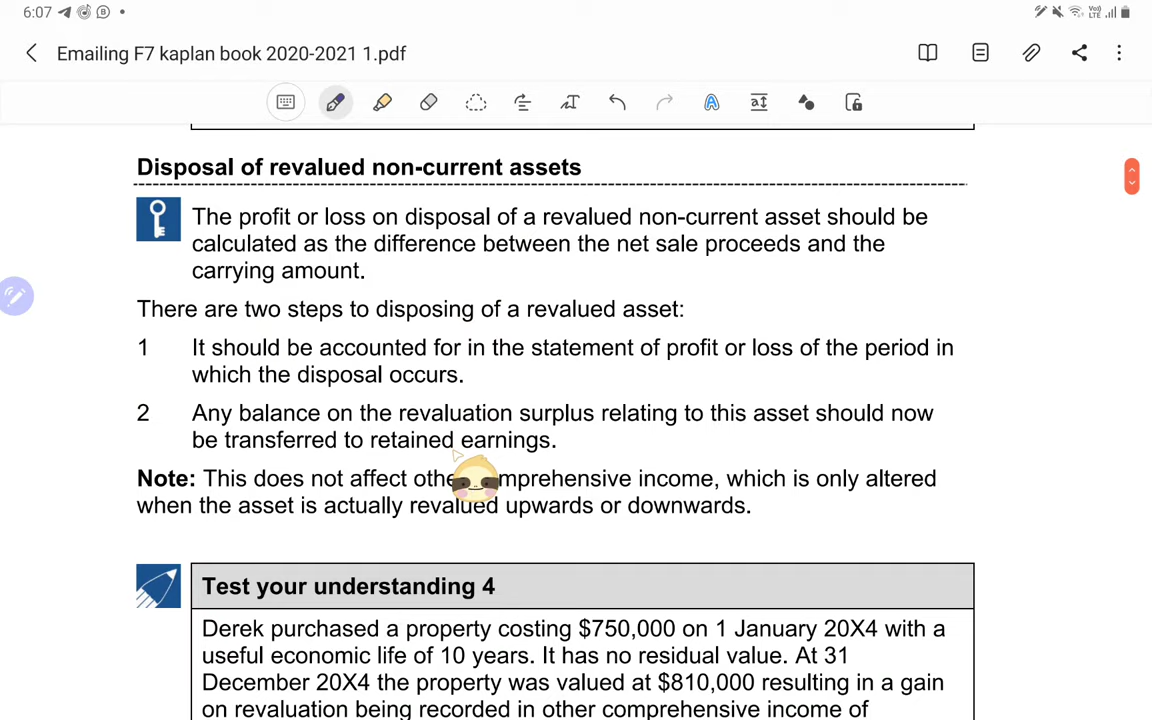 6:07
Vo)) LTE
Emailing F7 kaplan book 2020-2021 1.pdf
Disposal of revalued non-current assets
The profit or loss on disposal of a revalued non-current asset should be
calculated as the difference between the net sale proceeds and the
carrying amount.
There are two steps to disposing of a revalued asset:
1 It should be accounted for in the statement of profit or loss of the period in
which the disposal occurs.
2 Any balance on the revaluation surplus relating to this asset should now
be transferred to retained earnings.
Note: This does not affect othe mprehensive income, which is only altered
when the asset is actually revalued upwards or downwards.
Test your understanding 4
Derek purchased a property costing $750,000 on 1 January 20X4 with a
useful economic life of 10 years. It has no residual value. At 31
December 20X4 the property was valued at $810,000 resulting in a gain
on revaluation being recorded in other comprehensive income of